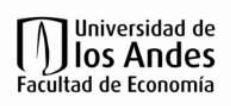 Universidad de
los Andes
Facultad de Economía